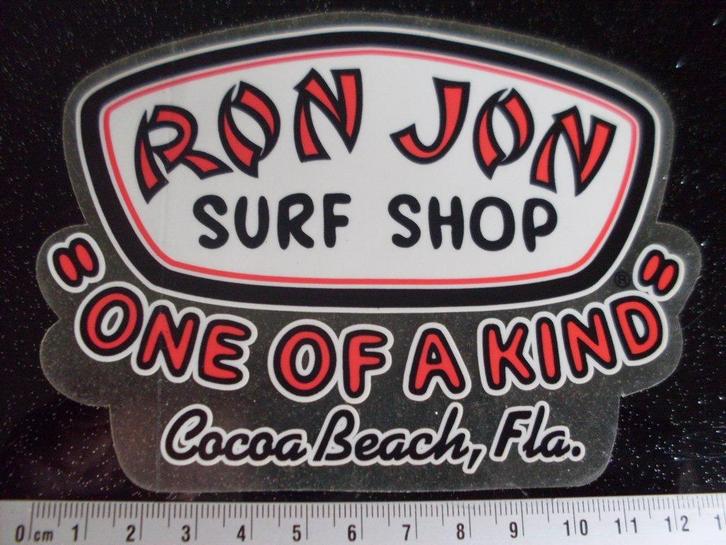 RON JON
SURF SHOP
®
"ONE OF A KIND"
Cocoa Beach, Fla.
0 cm 1 2 3 4 5 6 7 8 9 10 11 12